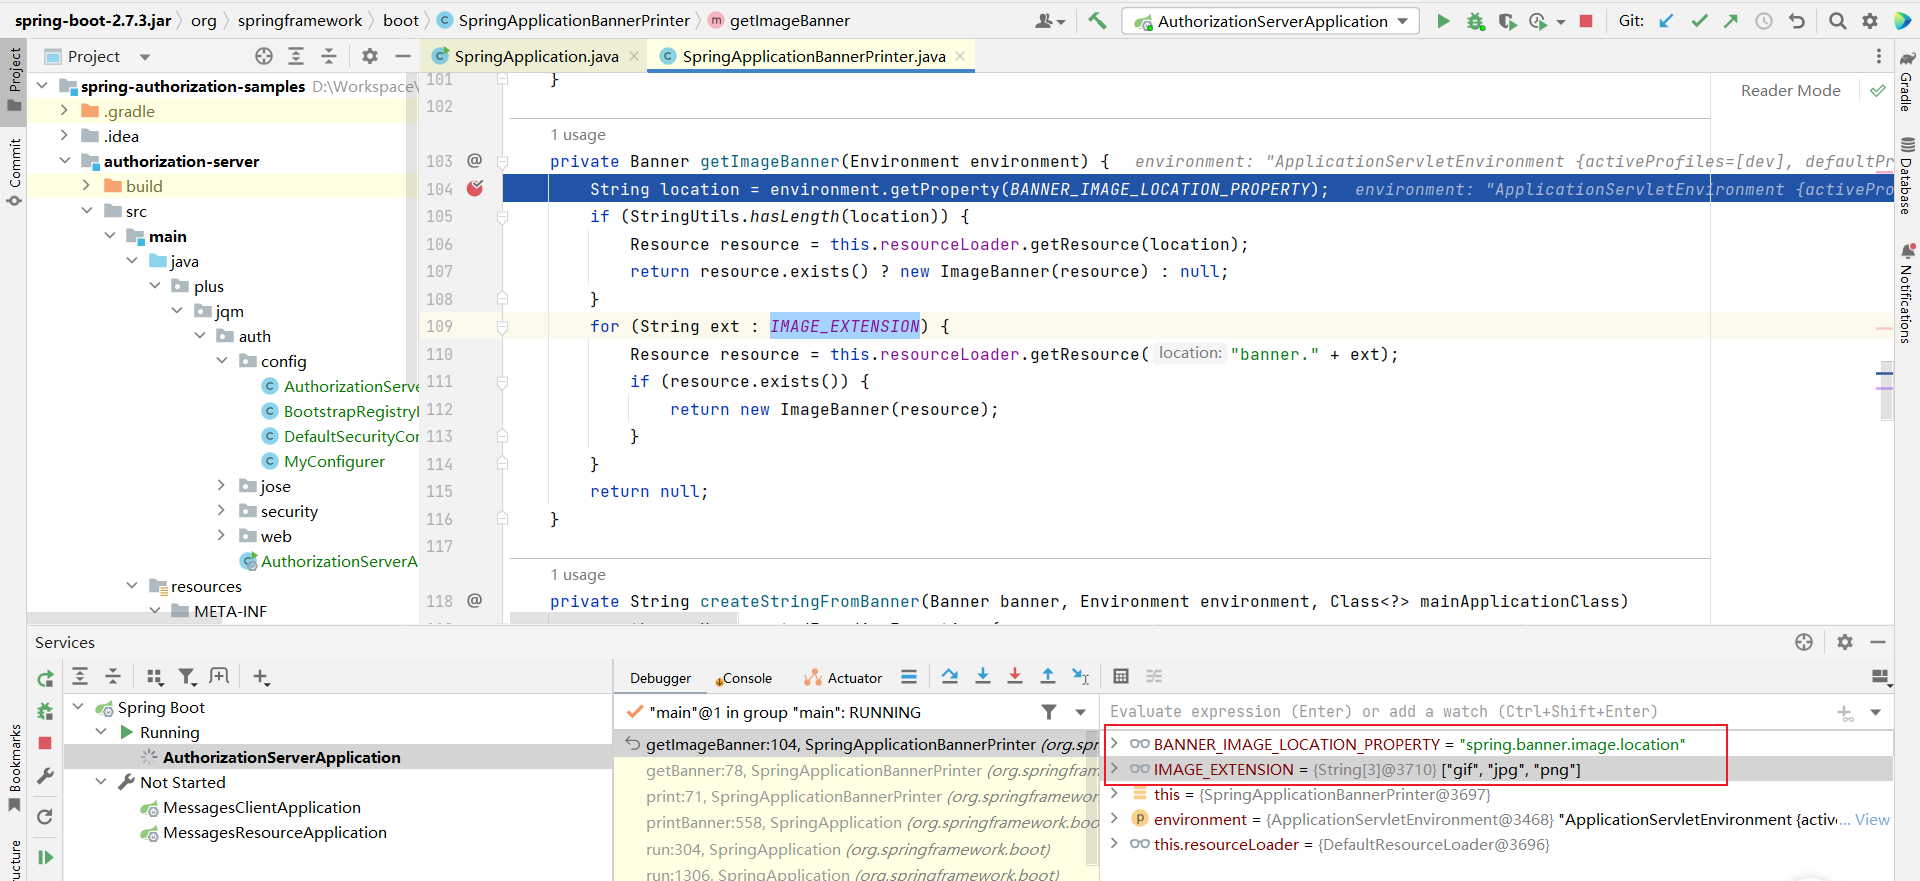 spring-boot-2.7.3.jar org springframework boot SpringApplicationBannerPrinter getImageBanner
AuthorizationServerApplication
Git:
Project
SpringApplication.java
SpringApplicationBannerPrinter.java
Project
Commit
Bookmarks
ucture
spring-authorization-samples D:\Workspace\
.gradle
.idea
authorization-server
build
src
main
java
plus
jqm
auth
config
AuthorizationServe
BootstrapRegistryI
DefaultSecurityCon
MyConfigurer
jose
security
web
AuthorizationServerA
resources
META-INF
Reader Mode
101 }
102
1 usage
103 @ private Banner getImageBanner(Environment environment) { environment: "ApplicationServletEnvironment {activeProfiles=[dev], defaultPr
104 String location = environment.getProperty(BANNER_IMAGE_LOCATION_PROPERTY); environment: "ApplicationServletEnvironment {activePro
105 if (StringUtils.hasLength(location)) {
106 Resource resource = this.resourceLoader.getResource(location);
107 return resource.exists() ? new ImageBanner(resource) : null;
108 }
109 for (String ext : IMAGE_EXTENSION) {
110 Resource resource = this.resourceLoader.getResource( location: "banner." + ext);
111 if (resource.exists()) {
112 return new ImageBanner(resource);
113 }
114 }
115 return null;
116 }
117
1 usage
118 @ private String createStringFromBanner(Banner banner, Environment environment, Class<?> mainApplicationClass)
Gradle
Database
Notifications
Services
Spring Boot
Running
AuthorizationServerApplication
Not Started
MessagesClientApplication
MessagesResourceApplication
Debugger Console Actuator
"main"@1 in group "main": RUNNING
getImageBanner:104, SpringApplicationBannerPrinter (org.spr
getBanner:78, SpringApplicationBannerPrinter (org.springfram
print:71, SpringApplicationBannerPrinter (org.springframewor
printBanner:558, SpringApplication (org.springframework.boo
run:304, SpringApplication (org.springframework.boot)
run:1306, SpringApplication (org.springframework.boot)
Evaluate expression (Enter) or add a watch (Ctrl+Shift+Enter)
BANNER_IMAGE_LOCATION_PROPERTY = "spring.banner.image.location"
IMAGE_EXTENSION = {String[3]@3710} ["gif", "jpg", "png"]
this = {SpringApplicationBannerPrinter@3697}
environment = {ApplicationServletEnvironment@3468} "ApplicationServletEnvironment {activ... View
this.resourceLoader = {DefaultResourceLoader@3696}